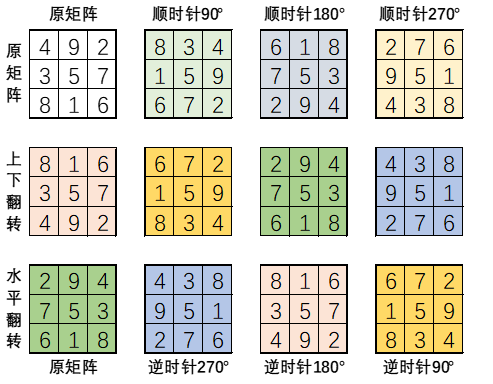 原矩阵 顺时针90° 顺时针180° 顺时针270°
原矩阵
4 9 2 8 3 4 6 1 8 2 7 6
3 5 7 1 5 9 7 5 3 9 5 1
8 1 6 6 7 2 2 9 4 4 3 8
上下翻转
8 1 6 6 7 2 2 9 4 4 3 8
3 5 7 1 5 9 7 5 3 9 5 1
4 9 2 8 3 4 6 1 8 2 7 6
水平翻转
2 9 4 4 3 8 8 1 6 6 7 2
7 5 3 9 5 1 3 5 7 1 5 9
6 1 8 2 7 6 4 9 2 8 3 4
原矩阵 逆时针270° 逆时针180° 逆时针90°